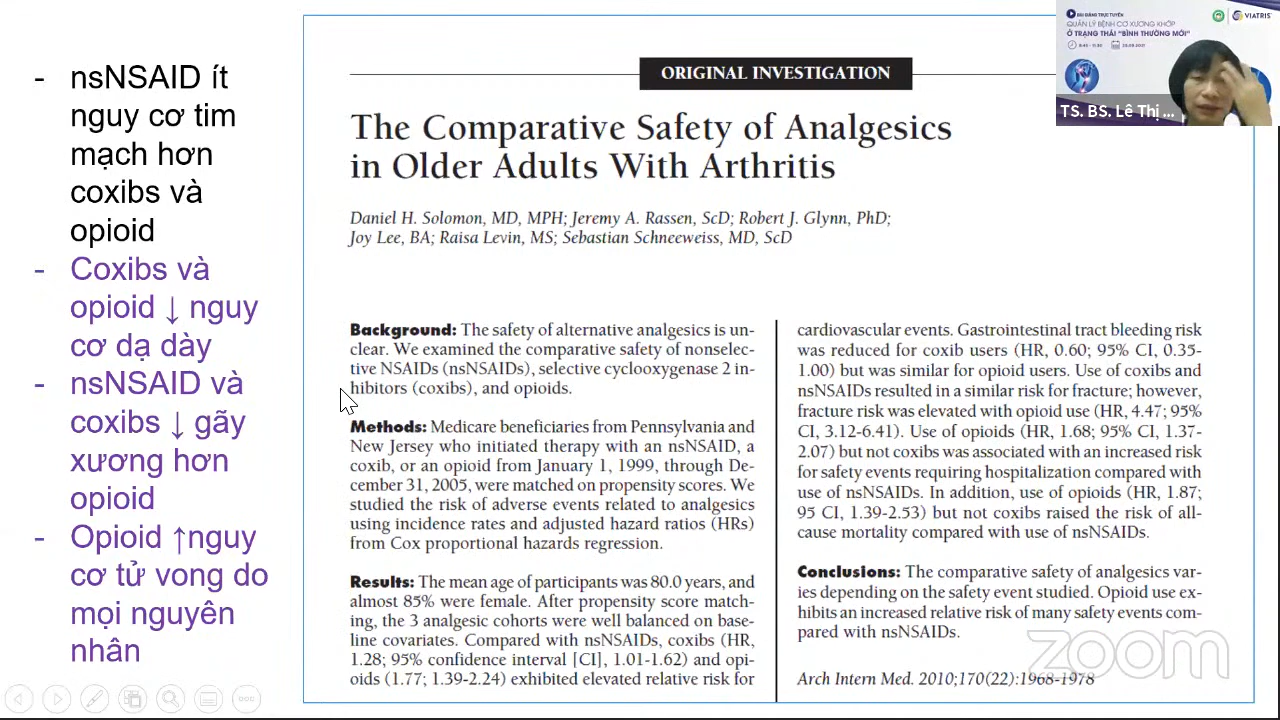 - nsNSAID ít
nguy cơ tim
mạch hơn
coxibs và
opioid
- Coxibs và
opioid ↓ nguy
cơ dạ dày
- nsNSAID và
coxibs ↓ gãy
xương hơn
opioid
- Opioid ↑nguy
cơ tử vong do
mọi nguyên
nhân
ORIGINAL INVESTIGATION
The Comparative Safety of Analgesics
in Older Adults With Arthritis
Daniel H. Solomon, MD, MPH; Jeremy A. Rassen, ScD; Robert J. Glynn, PhD;
Joy Lee, BA; Raisa Levin, MS; Sebastian Schneeweiss, MD, ScD
Background: The safety of alternative analgesics is un-
clear. We examined the comparative safety of nonselec-
tive NSAIDs (nsNSAIDs), selective cyclooxygenase 2 in-
hibitors (coxibs), and opioids.
Methods: Medicare beneficiaries from Pennsylvania and
New Jersey who initiated therapy with an nsNSAID, a
coxib, or an opioid from January 1, 1999, through De-
cember 31, 2005, were matched on propensity scores. We
studied the risk of adverse events related to analgesics
using incidence rates and adjusted hazard ratios (HRs)
from Cox proportional hazards regression.
Results: The mean age of participants was 80.0 years, and
almost 85% were female. After propensity score match-
ing, the 3 analgesic cohorts were well balanced on base-
line covariates. Compared with nsNSAIDs, coxibs (HR,
1.28; 95% confidence interval [CI], 1.01-1.62) and opi-
oids (1.77; 1.39-2.24) exhibited elevated relative risk for
cardiovascular events. Gastrointestinal tract bleeding risk
was reduced for coxib users (HR, 0.60; 95% CI, 0.35-
1.00) but was similar for opioid users. Use of coxibs and
nsNSAIDs resulted in a similar risk for fracture; however,
fracture risk was elevated with opioid use (HR, 4.47; 95%
CI, 3.12-6.41). Use of opioids (HR, 1.68; 95% CI, 1.37-
2.07) but not coxibs was associated with an increased risk
for safety events requiring hospitalization compared with
use of nsNSAIDs. In addition, use of opioids (HR, 1.87;
95 CI, 1.39-2.53) but not coxibs raised the risk of all-
cause mortality compared with use of nsNSAIDs.
Conclusions: The comparative safety of analgesics var-
ies depending on the safety event studied. Opioid use ex-
hibits an increased relative risk of many safety events com-
pared with nsNSAIDs.
Arch Intern Med. 2010;170(22):1968-1978
zoom
BÀI GIẢNG TRỰC TUYẾN
VIATRIS
QUẢN LÝ BỆNH CƠ XƯƠNG KHỚP
Ở TRẠNG THÁI "BÌNH THƯỜNG MỚI"
TS. BS. Lê Thị ...